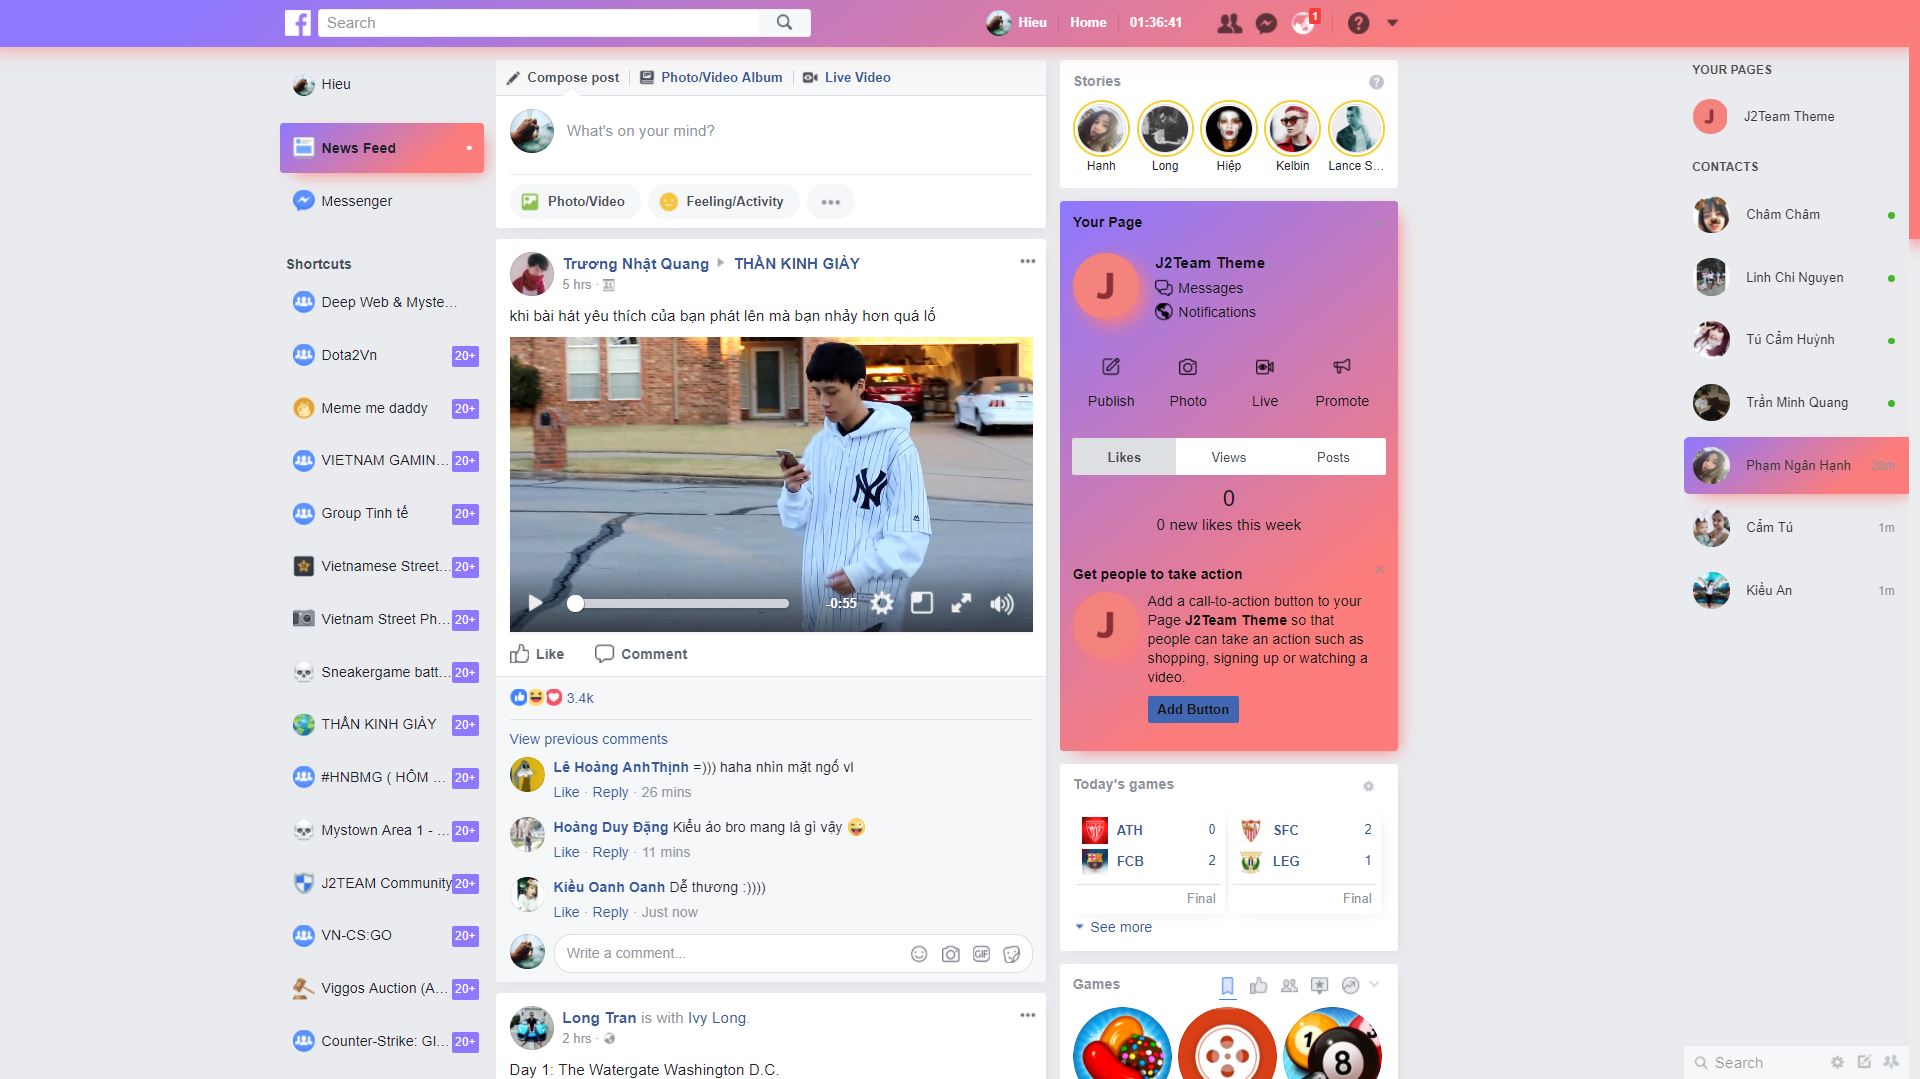 Search
Hieu
Home
01:36:41
1
Hieu
News Feed
Messenger
Shortcuts
Deep Web & Myste…
Dota2Vn 20+
Meme me daddy 20+
VIETNAM GAMIN… 20+
Group Tinh tế 20+
Vietnamese Street… 20+
Vietnam Street Ph… 20+
Sneakergame batt… 20+
THẦN KINH GIÀY 20+
#HNBMG ( HÔM … 20+
Mystown Area 1 - … 20+
J2TEAM Community 20+
VN-CS:GO 20+
Viggos Auction (A… 20+
Counter-Strike: Gl… 20+
Compose post
Photo/Video Album
Live Video
What's on your mind?
Photo/Video
Feeling/Activity
Trương Nhật Quang THẦN KINH GIÀY
5 hrs ·
khi bài hát yêu thích của bạn phát lên mà bạn nhảy hơn quá lố
-0:55
Like
Comment
3.4k
View previous comments
Lê Hoàng AnhThịnh =))) haha nhìn mặt ngố vl
Like · Reply · 26 mins
Hoàng Duy Đặng Kiểu áo bro mang là gì vậy 😜
Like · Reply · 11 mins
Kiều Oanh Oanh Dễ thương :))))
Like · Reply · Just now
Write a comment...
GIF
Long Tran is with Ivy Long.
2 hrs ·
Day 1: The Watergate Washington D.C.
Stories
Hạnh
Long
Hiệp
Kelbin
Lance S…
Your Page
J
J2Team Theme
Messages
Notifications
Publish
Photo
Live
Promote
Likes
Views
Posts
0
0 new likes this week
Get people to take action
J
Add a call-to-action button to your
Page J2Team Theme so that
people can take an action such as
shopping, signing up or watching a
video.
Add Button
Today's games
ATH 0
FCB 2
Final
SFC 2
LEG 1
Final
See more
Games
1
8
YOUR PAGES
J
J2Team Theme
CONTACTS
Châm Châm
Linh Chi Nguyen
Tú Cẩm Huỳnh
Trần Minh Quang
Phạm Ngân Hạnh 28m
Cẩm Tú 1m
Kiều An 1m
Search